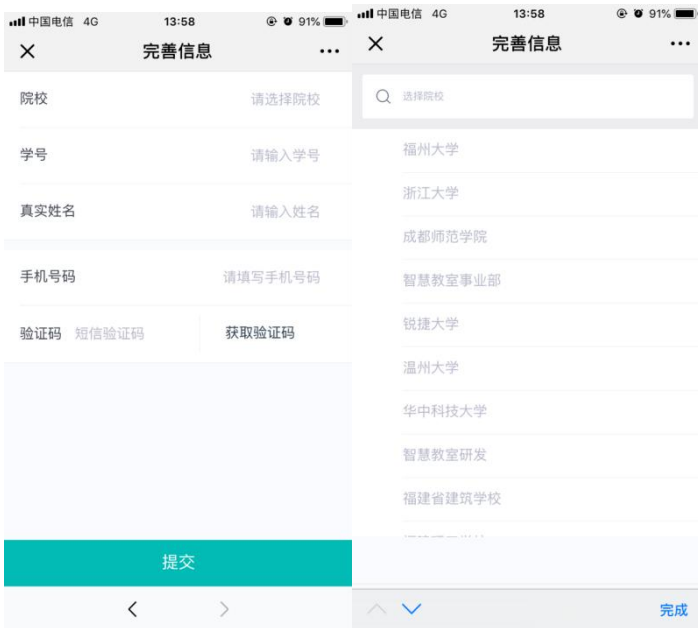 中国电信 4G 13:58 91%
完善信息
院校 请选择院校
学号 请输入学号
真实姓名 请输入姓名
手机号码 请填写手机号码
验证码 短信验证码 获取验证码
提交
中国电信 4G 13:58 91%
完善信息
选择院校
福州大学
浙江大学
成都师范学院
智慧教室事业部
锐捷大学
温州大学
华中科技大学
智慧教室研发
福建省建筑学校
完成